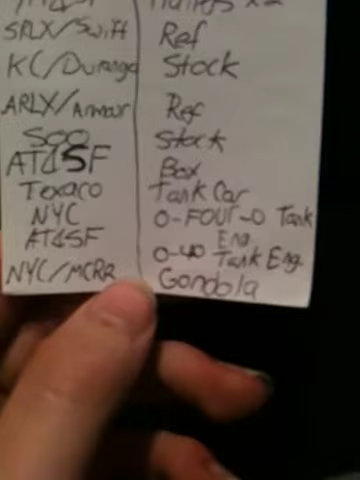 SRLX/Swift Ref
KC/Durango Stock
ARLX/Armour Ref
Soo Stock
AT&SF Box
Texaco Tank Car
NYC 0-FOUr-0 Tank Eng.
AT&SF 0-40 Tank Eng.
NYC/MCRR Gondola